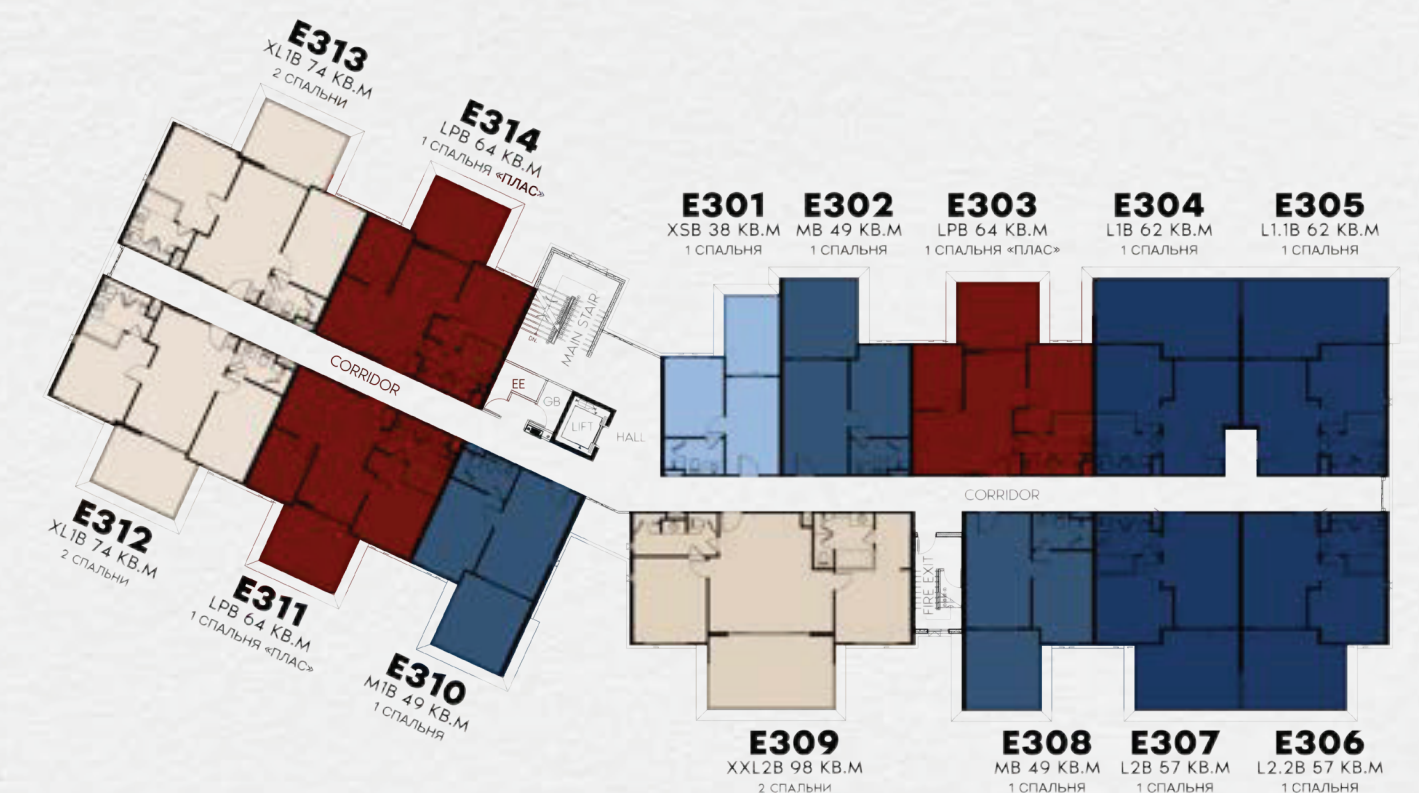 E313
XL1B 74 КВ.М
2 СПАЛЬНИ
E314
LPB 64 КВ.М
1 СПАЛЬНЯ «ПЛАС»
E301
XSB 38 КВ.М
1 СПАЛЬНЯ
E302
MB 49 КВ.М
1 СПАЛЬНЯ
E303
LPB 64 КВ.М
1 СПАЛЬНЯ «ПЛАС»
E304
L1B 62 КВ.М
1 СПАЛЬНЯ
E305
L1.1B 62 КВ.М
1 СПАЛЬНЯ
MAIN STAIR
CORRIDOR
EE
GB
LIFT
HALL
CORRIDOR
FIRE EXIT
E312
XL1B 74 КВ.М
2 СПАЛЬНИ
E311
LPB 64 КВ.М
1 СПАЛЬНЯ «ПЛАС»
E310
M1B 49 КВ.М
1 СПАЛЬНЯ
E309
XXL2B 98 КВ.М
2 СПАЛЬНИ
E308
MB 49 КВ.М
1 СПАЛЬНЯ
E307
L2B 57 КВ.М
1 СПАЛЬНЯ
E306
L2.2B 57 КВ.М
1 СПАЛЬНЯ